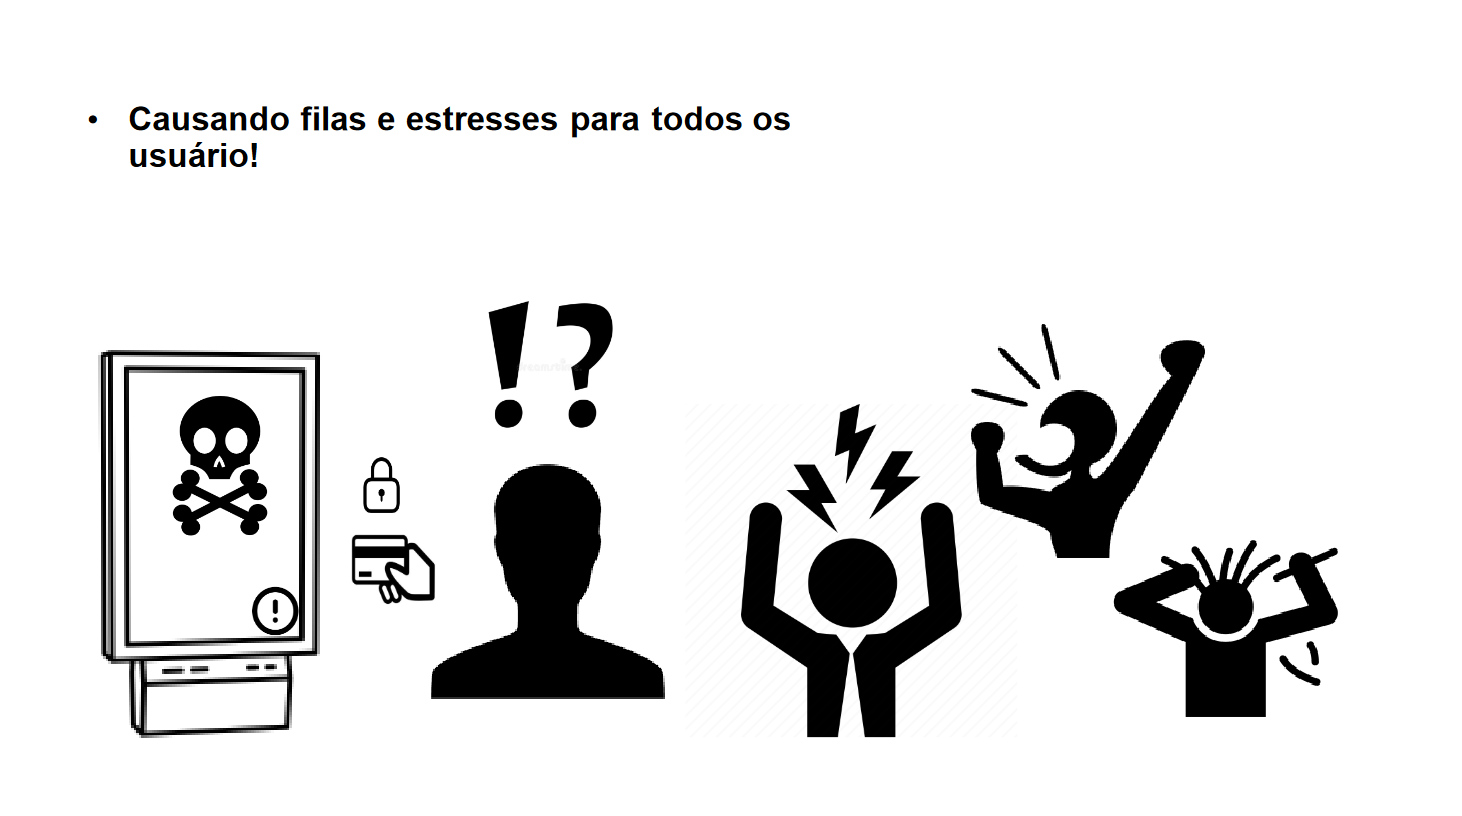 • Causando filas e estresses para todos os
usuário!
!?
!